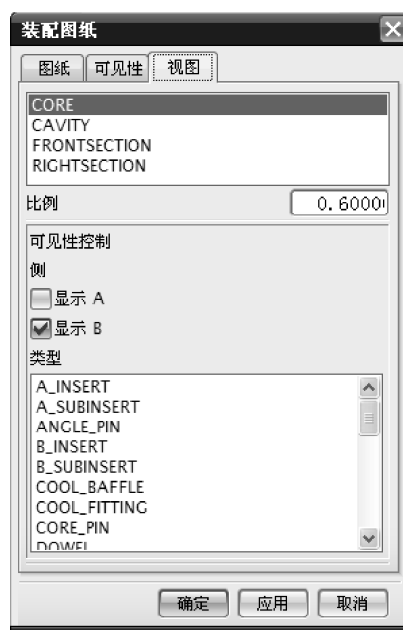 装配图纸
图纸 可见性 视图
CORE
CAVITY
FRONTSECTION
RIGHTSECTION
比例 0.6000
可见性控制
侧
显示 A
显示 B
类型
A_INSERT
A_SUBINSERT
ANGLE_PIN
B_INSERT
B_SUBINSERT
COOL_BAFFLE
COOL_FITTING
CORE_PIN
DOWEL
确定 应用 取消